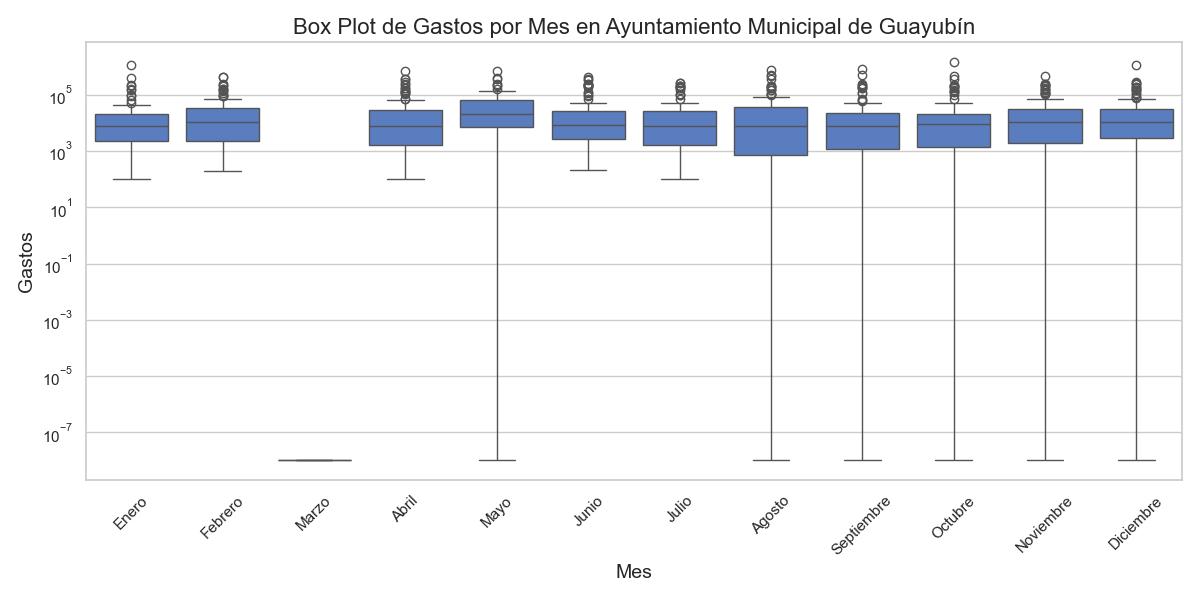 Box Plot de Gastos por Mes en Ayuntamiento Municipal de Guayubín
Gastos
10^5
10^3
10^1
10^−1
10^−3
10^−5
10^−7
Enero
Febrero
Marzo
Abril
Mayo
Junio
Julio
Agosto
Septiembre
Octubre
Noviembre
Diciembre
Mes